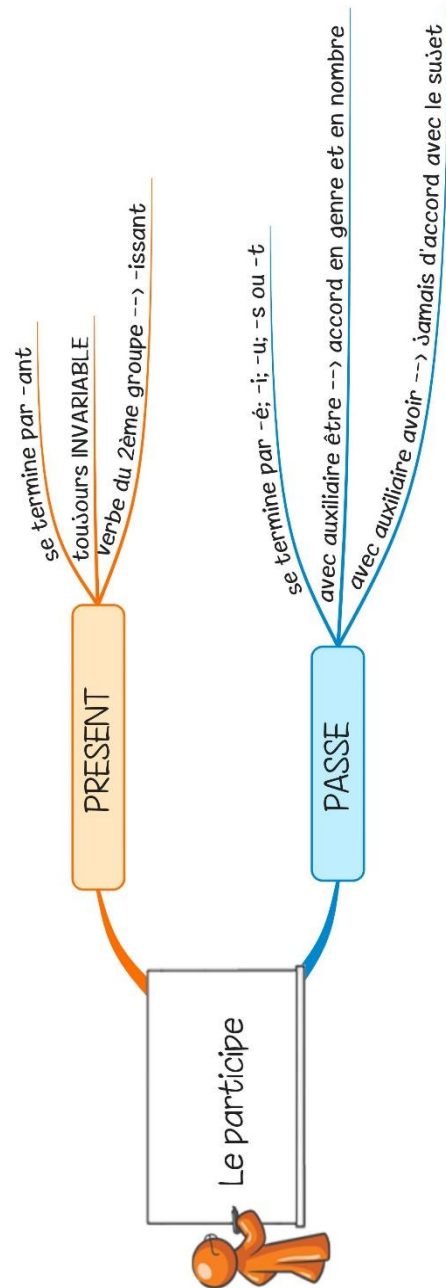 Le participe
PRESENT
se termine par -ant
toujours INVARIABLE
verbe du 2ème groupe --> -issant
PASSE
se termine par -é; -i; -u; -s ou -t
avec auxiliaire être --> accord en genre et en nombre
avec auxiliaire avoir --> jamais d'accord avec le sujet